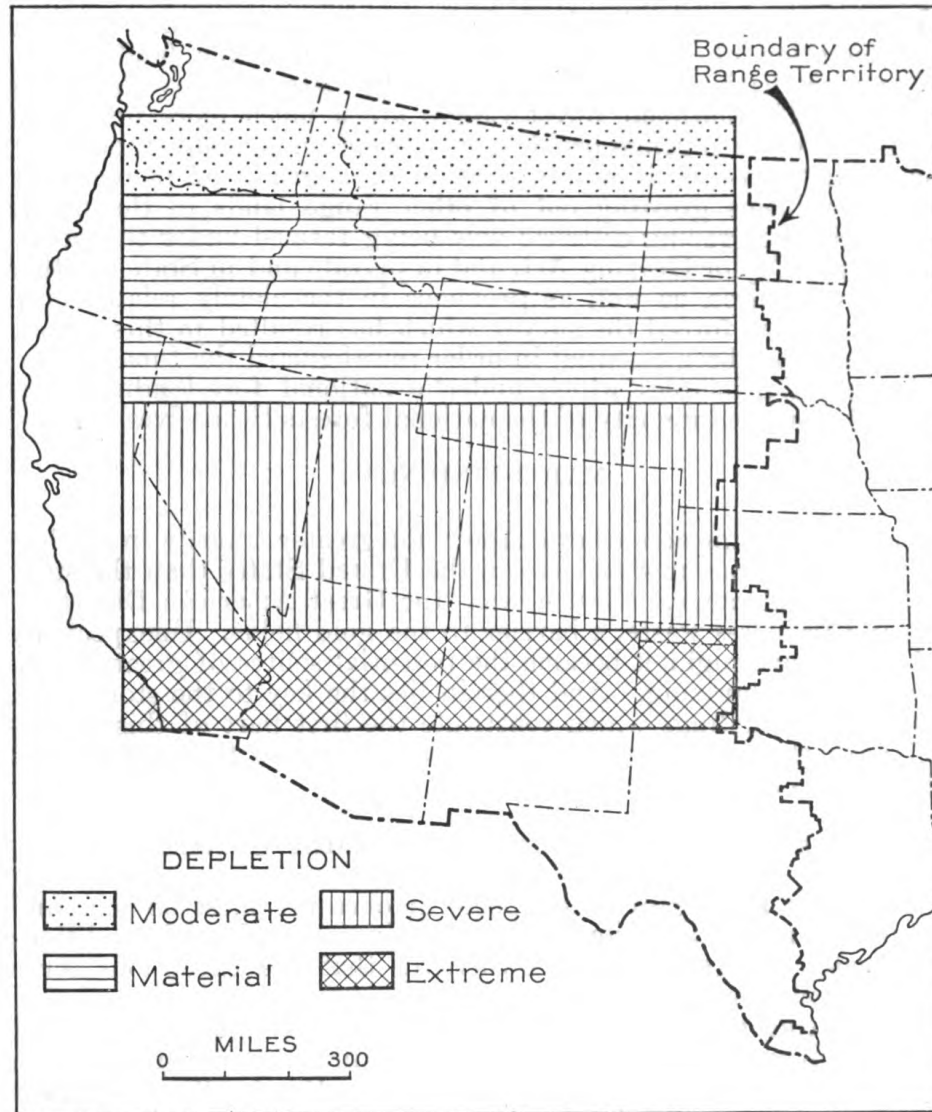 Boundary of
Range Territory
DEPLETION
Moderate
Severe
Material
Extreme
MILES
0 300